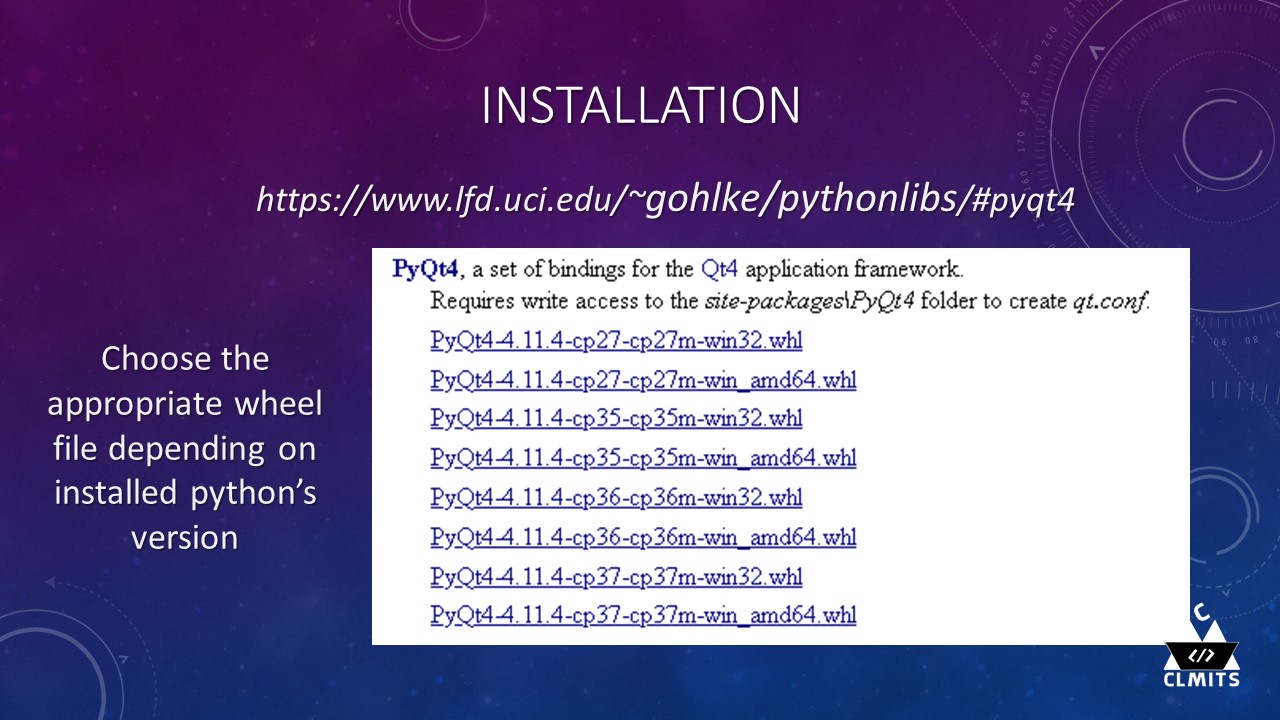 INSTALLATION
https://www.lfd.uci.edu/~gohlke/pythonlibs/#pyqt4
PyQt4, a set of bindings for the Qt4 application framework.
Requires write access to the site-packages\PyQt4 folder to create qt.conf.
PyQt4-4.11.4-cp27-cp27m-win32.whl
PyQt4-4.11.4-cp27-cp27m-win_amd64.whl
PyQt4-4.11.4-cp35-cp35m-win32.whl
PyQt4-4.11.4-cp35-cp35m-win_amd64.whl
PyQt4-4.11.4-cp36-cp36m-win32.whl
PyQt4-4.11.4-cp36-cp36m-win_amd64.whl
PyQt4-4.11.4-cp37-cp37m-win32.whl
PyQt4-4.11.4-cp37-cp37m-win_amd64.whl
Choose the
appropriate wheel
file depending on
installed python’s
version
C
</>
CLMITS